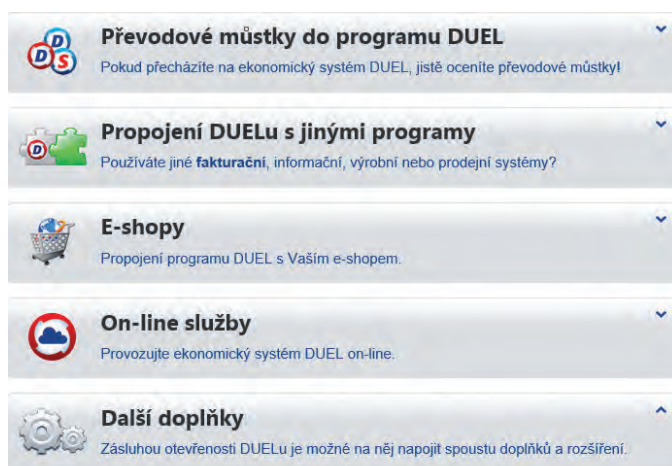 D
D S
Převodové můstky do programu DUEL
Pokud přecházíte na ekonomický systém DUEL, jistě oceníte převodové můstky!
D
Propojení DUELu s jinými programy
Používáte jiné fakturační, informační, výrobní nebo prodejní systémy?
E-shopy
Propojení programu DUEL s Vaším e-shopem.
On-line služby
Provozujte ekonomický systém DUEL on-line.
Další doplňky
Zásluhou otevřenosti DUELu je možné na něj napojit spoustu doplňků a rozšíření.